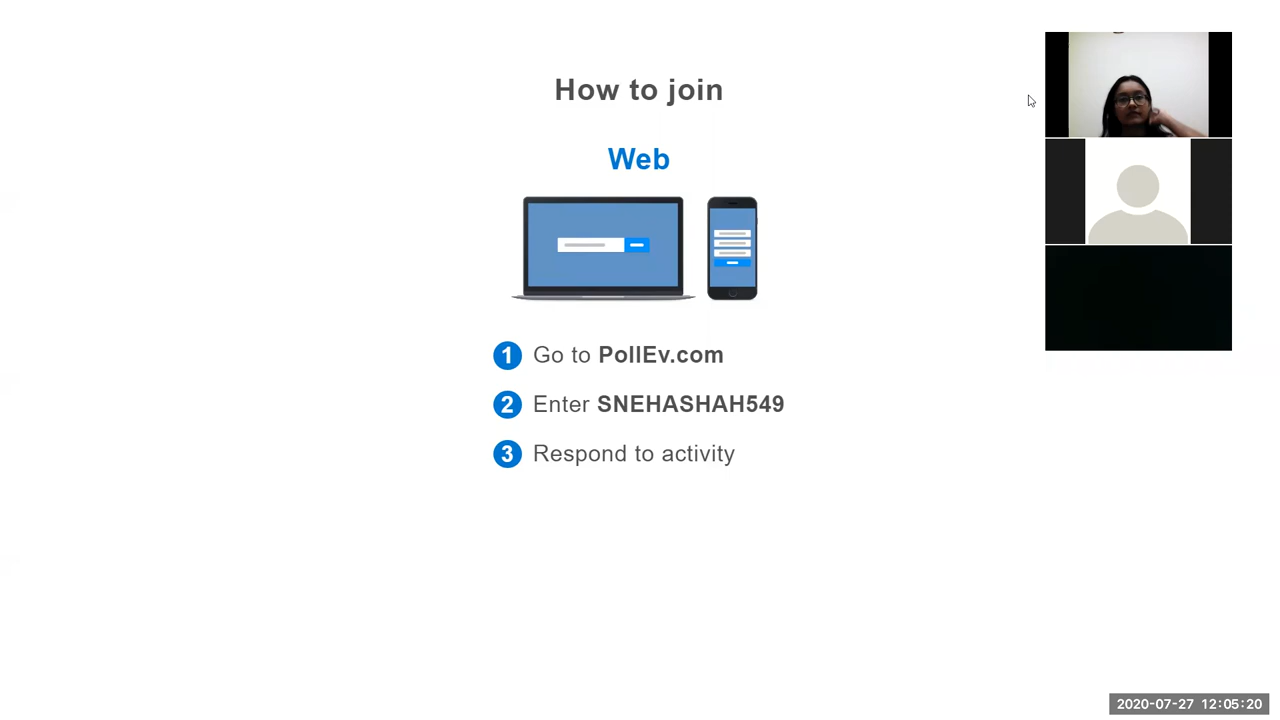 How to join
Web
1 Go to PollEv.com
2 Enter SNEHASHAH549
3 Respond to activity
2020-07-27 12:05:20